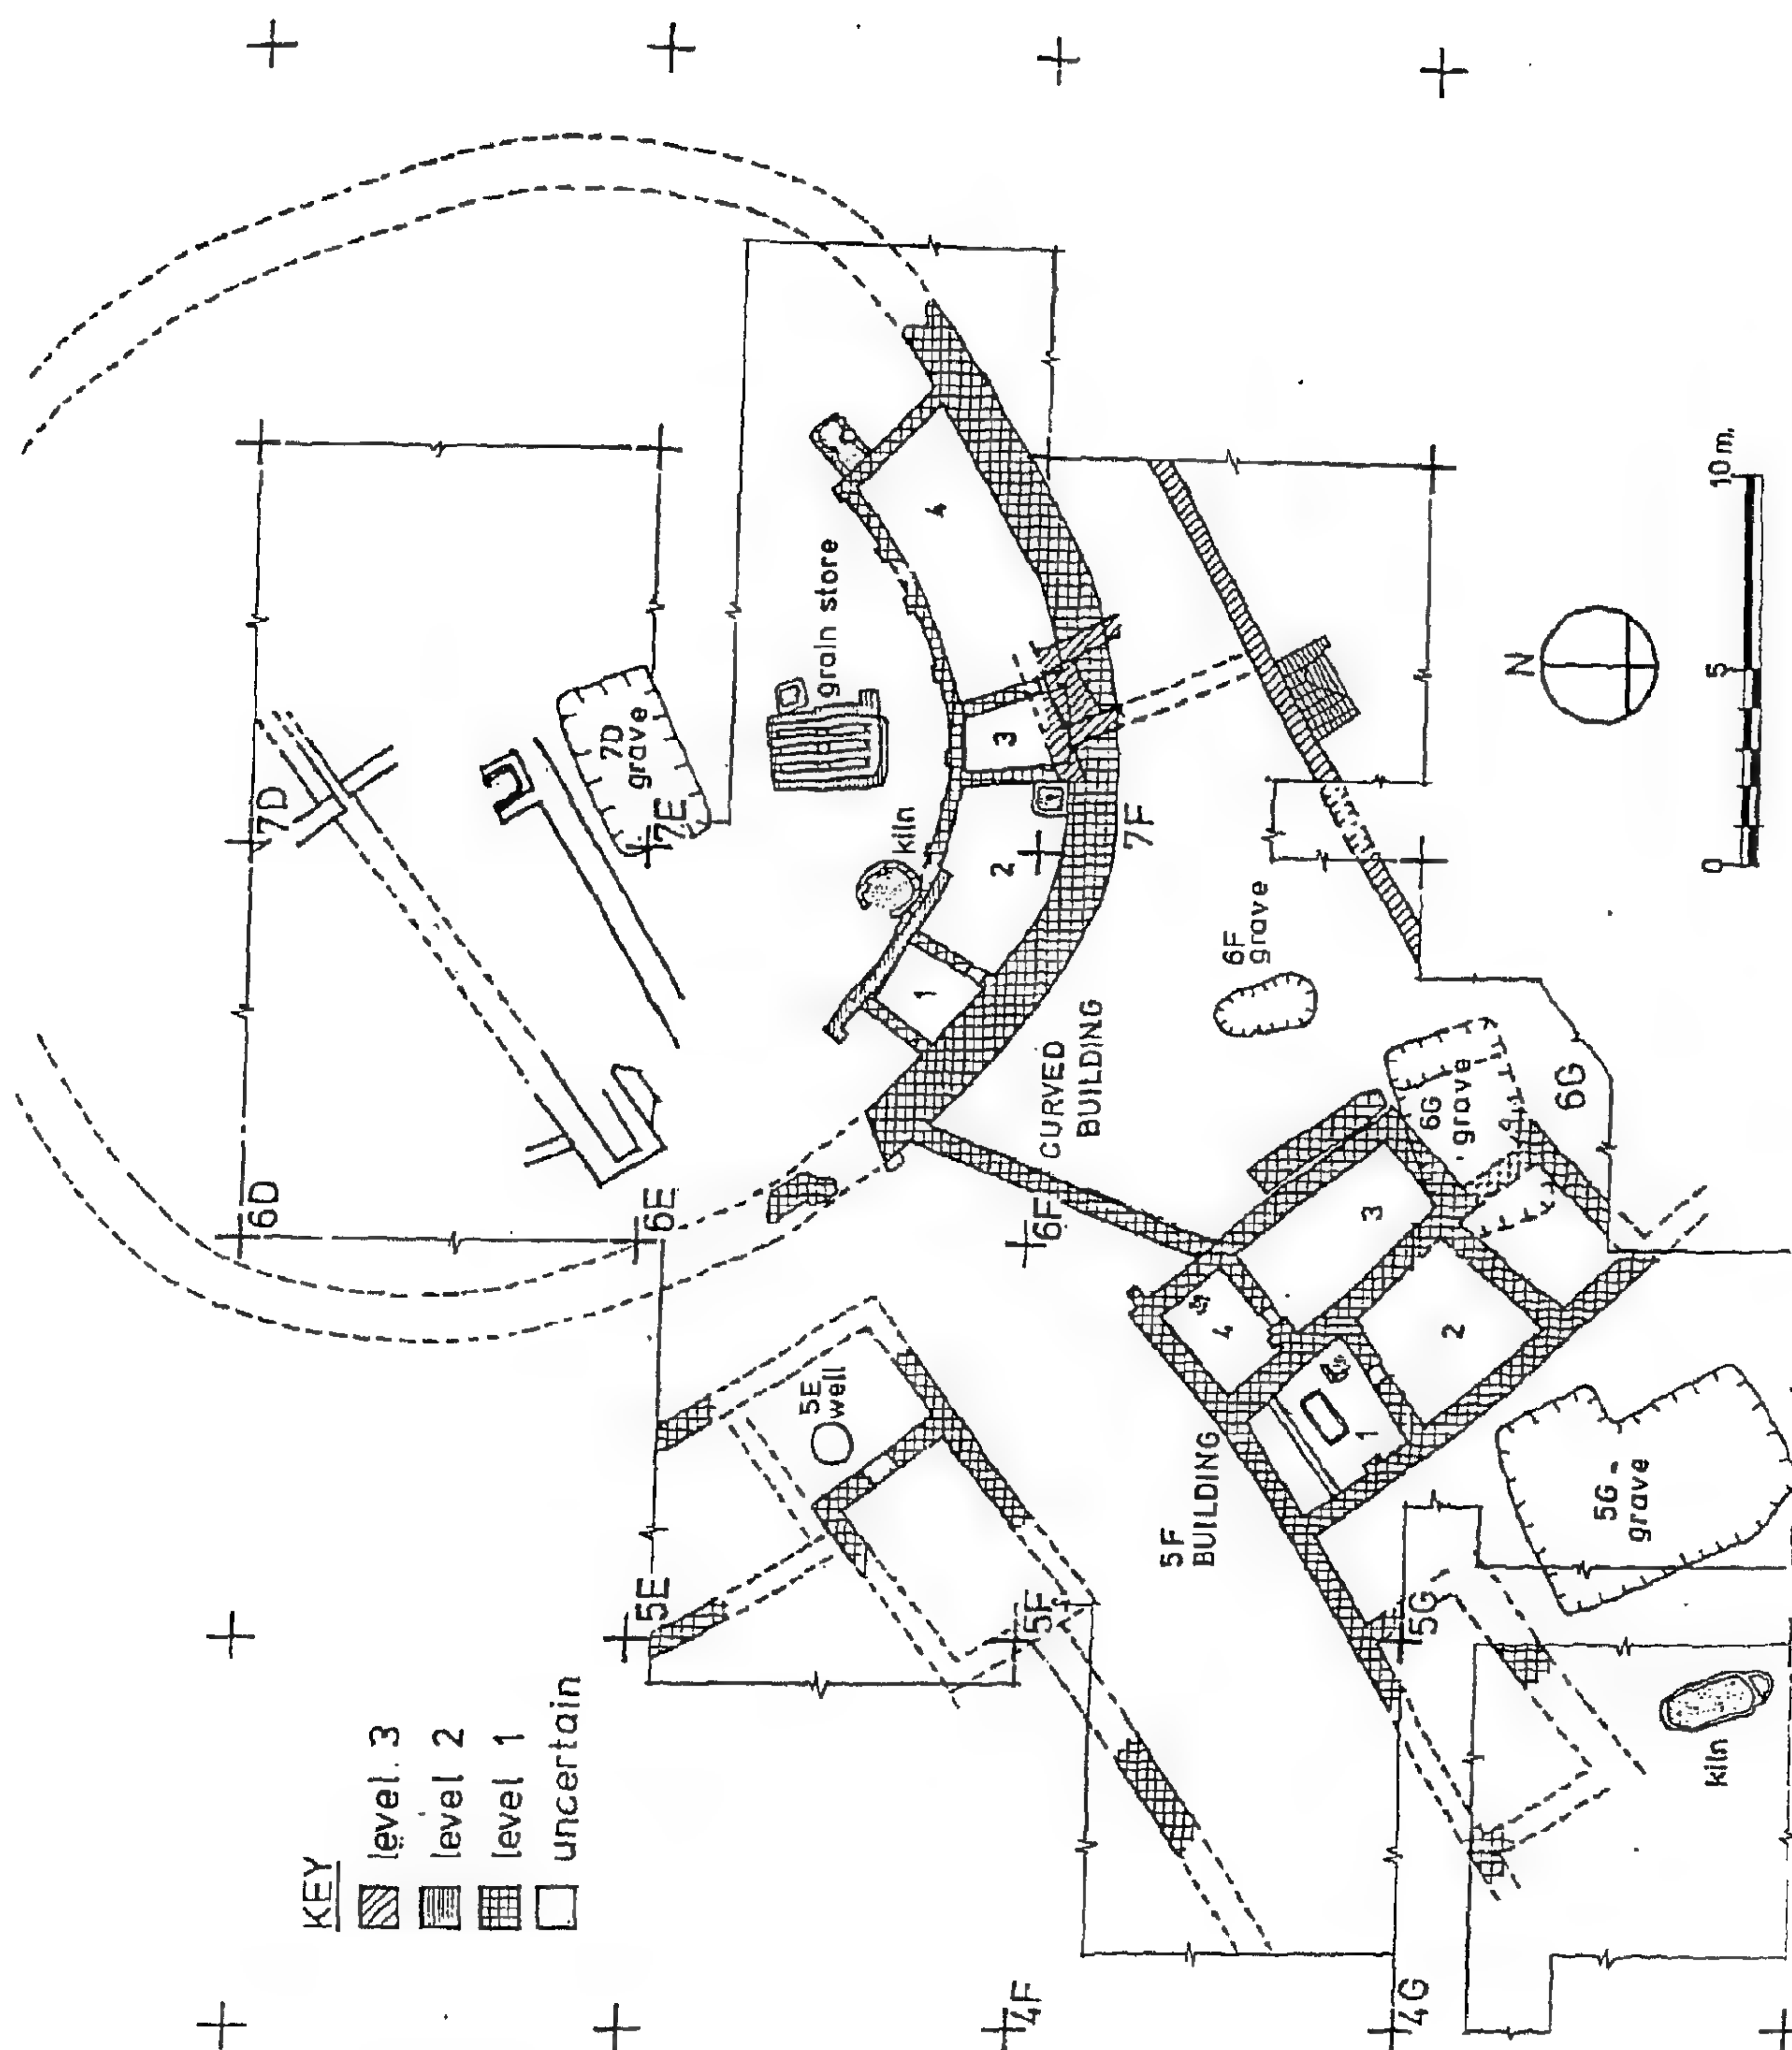 KEY
level. 3
level 2
level 1
uncertain
6D
7D
5E
6E
7E
7D
grave
grain store
kiln
5E
well
1
2
3
4
CURVED
BUILDING
4F
5F
6F
7F
5F
BUILDING
1
2
3
4
6F
grave
6G
grave
6G
5G
grave
4G
5G
kiln
N
0
5
10 m.